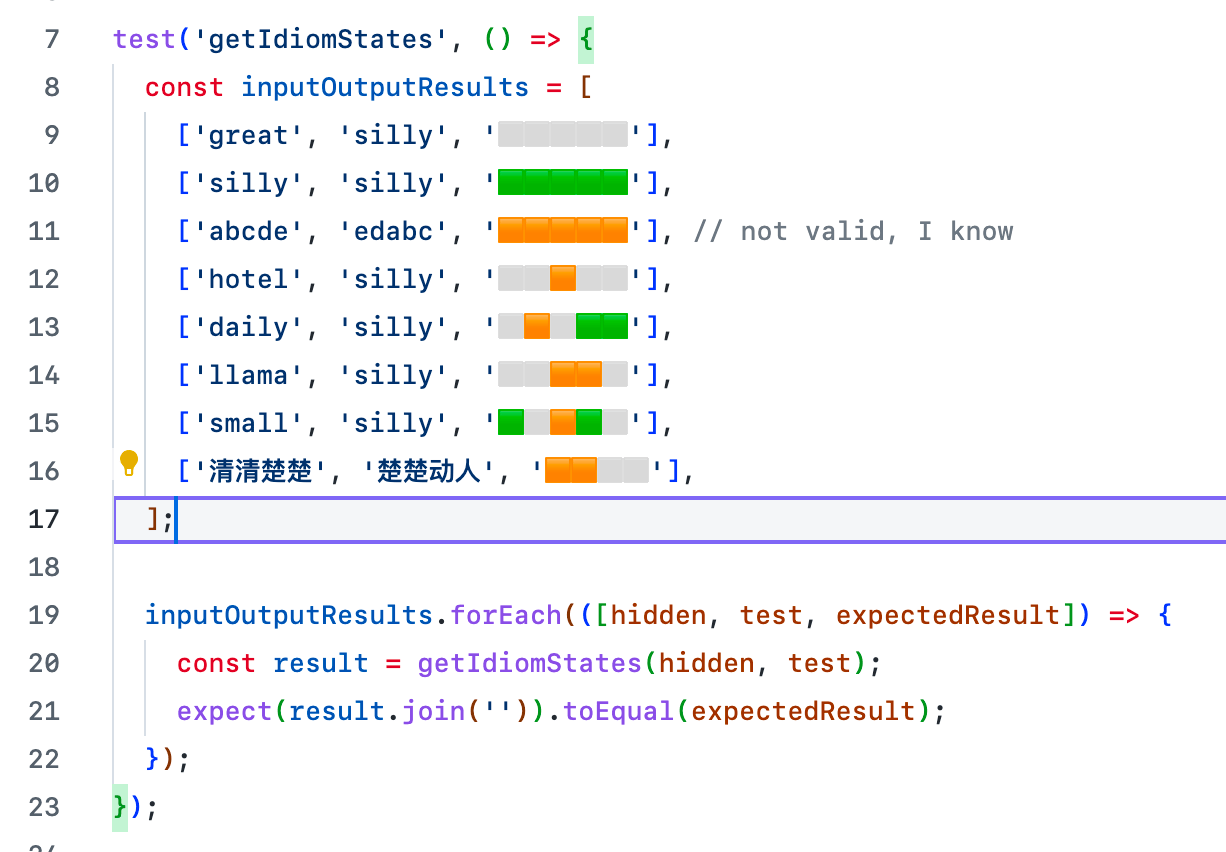 7 test('getIdiomStates', () => {
8 const inputOutputResults = [
9 ['great', 'silly', '⬜⬜⬜⬜⬜'],
10 ['silly', 'silly', '🟩🟩🟩🟩🟩'],
11 ['abcde', 'edabc', '🟧🟧🟧🟧🟧'], // not valid, I know
12 ['hotel', 'silly', '⬜⬜🟧⬜⬜'],
13 ['daily', 'silly', '⬜🟧⬜🟩🟩'],
14 ['llama', 'silly', '⬜⬜🟧🟧⬜'],
15 ['small', 'silly', '🟩⬜🟧🟩⬜'],
16 ['清清楚楚', '楚楚动人', '🟧🟧⬜⬜'],
17 ];
18
19 inputOutputResults.forEach(([hidden, test, expectedResult]) => {
20 const result = getIdiomStates(hidden, test);
21 expect(result.join('')).toEqual(expectedResult);
22 });
23 });